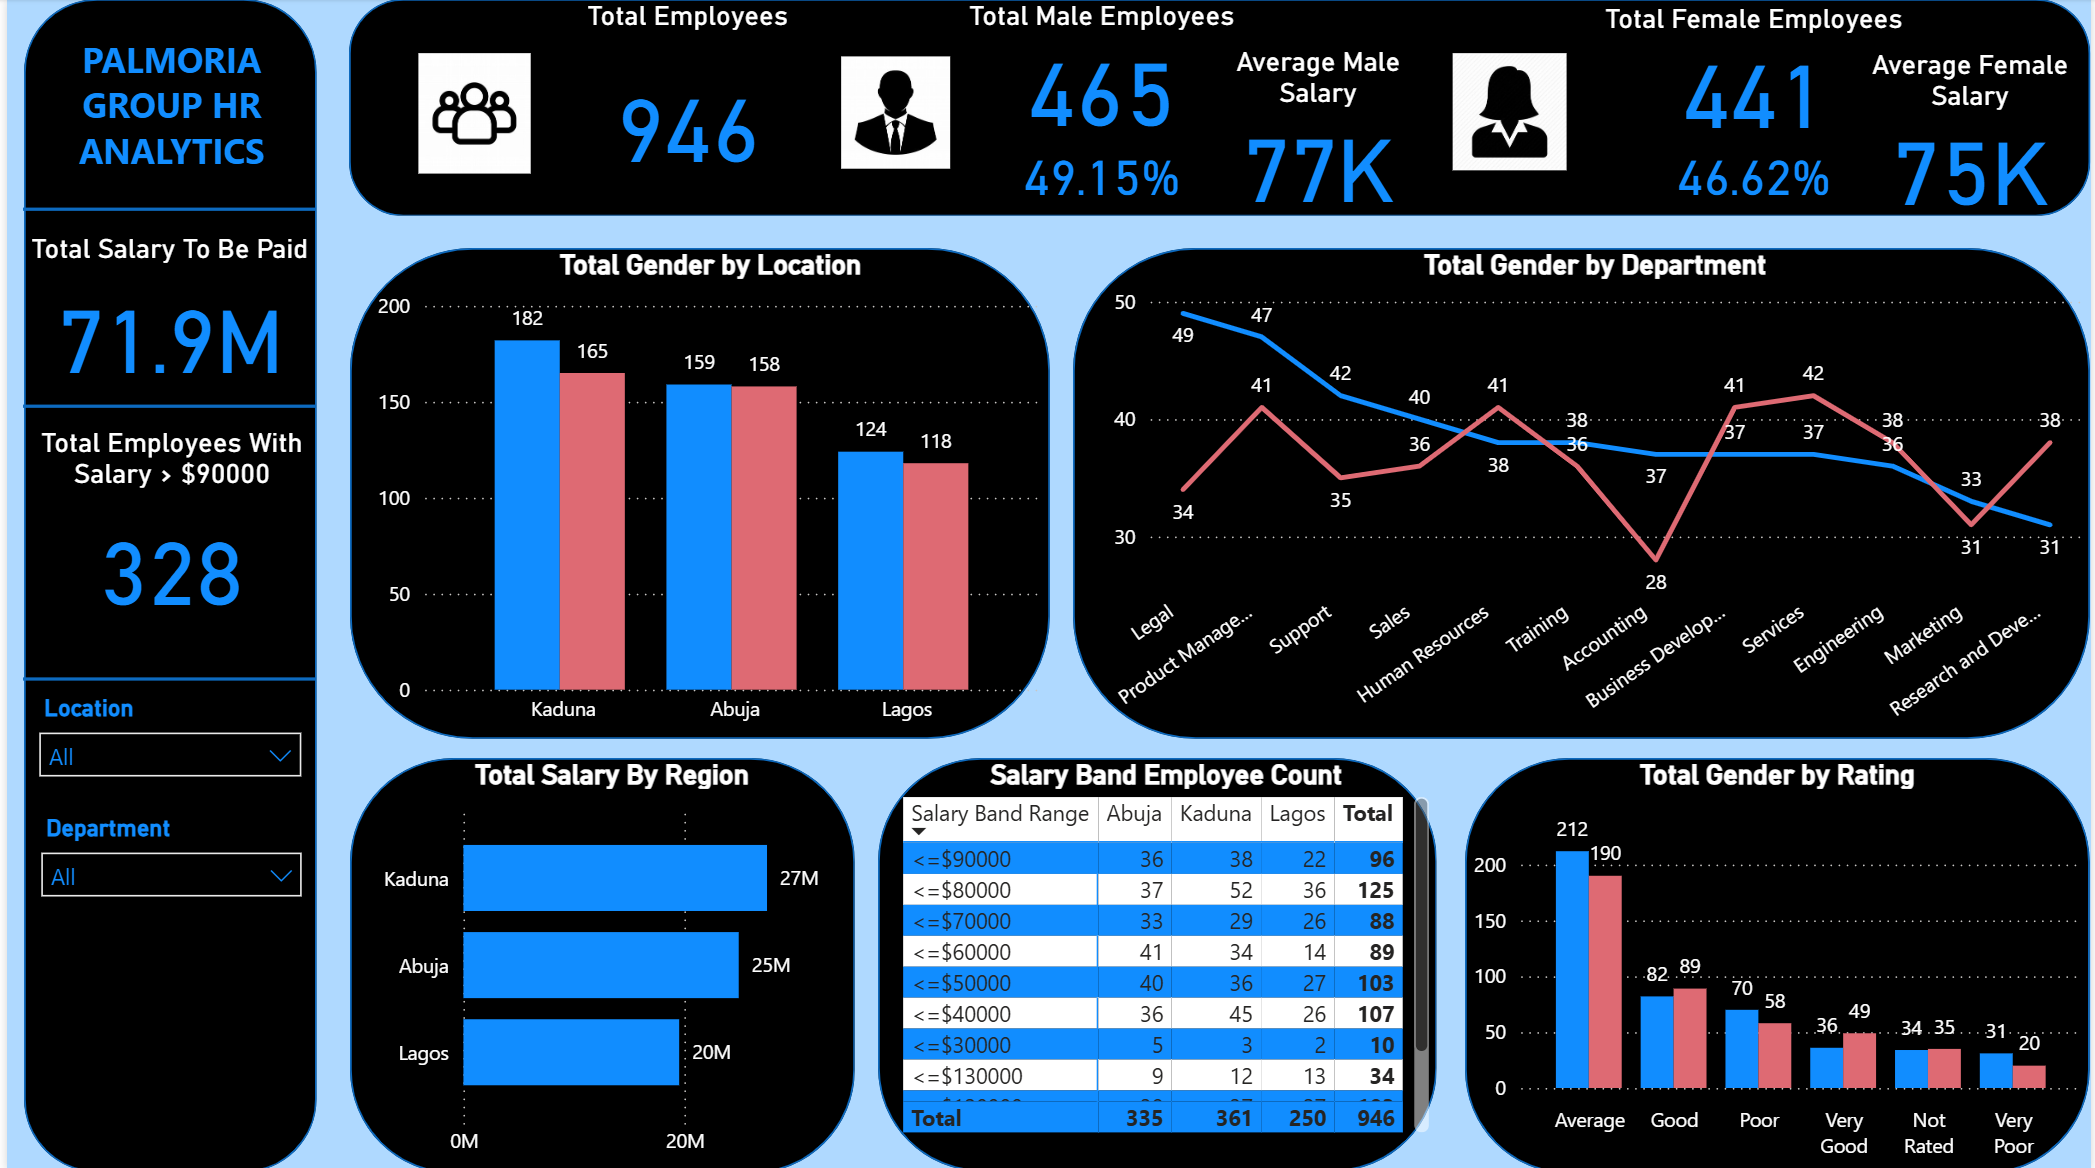 PALMORIA
GROUP HR
ANALYTICS
Total Salary To Be Paid
71.9M
Total Employees With
Salary > $90000
328
Location
All
Department
All
Total Employees
946
Total Male Employees
465
49.15%
Average Male
Salary
77K
Total Female Employees
441
46.62%
Average Female
Salary
75K
Total Gender by Location
200
150
100
50
0
182
165
159
158
124
118
Kaduna
Abuja
Lagos
Total Gender by Department
50
40
30
49
47
42
40
38
38
37
37
37
36
33
31
34
41
35
36
41
36
28
41
42
38
31
38
Legal
Product Manage...
Support
Sales
Human Resources
Training
Accounting
Business Develop...
Services
Engineering
Marketing
Research and Deve...
Total Salary By Region
Kaduna 27M
Abuja 25M
Lagos 20M
0M 20M
Salary Band Employee Count
Salary Band Range Abuja Kaduna Lagos Total
<=$90000 36 38 22 96
<=$80000 37 52 36 125
<=$70000 33 29 26 88
<=$60000 41 34 14 89
<=$50000 40 36 27 103
<=$40000 36 45 26 107
<=$30000 5 3 2 10
<=$130000 9 12 13 34
Total 335 361 250 946
Total Gender by Rating
200
150
100
50
0
212
190
82
89
70
58
36
49
34
35
31
20
Average
Good
Poor
Very
Good
Not
Rated
Very
Poor